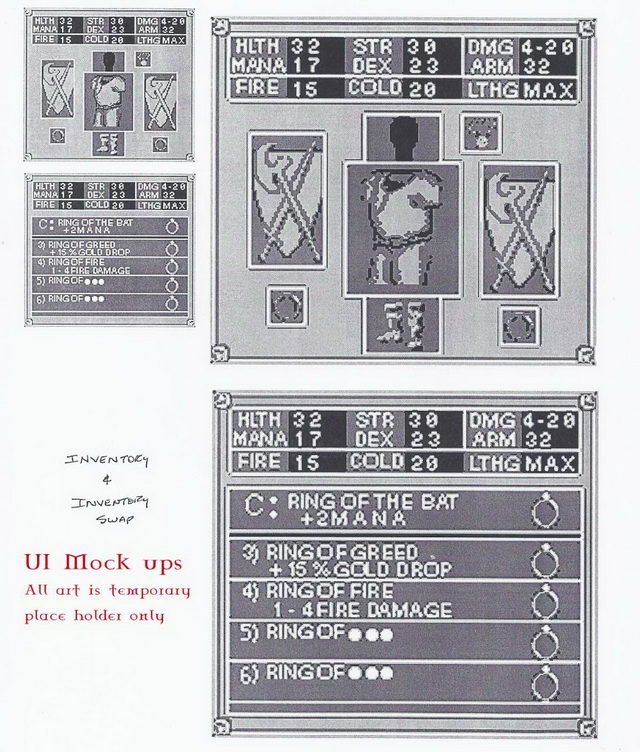 HLTH 32 STR 30 DMG 4-20
MANA 17 DEX 23 ARM 32
FIRE 15 COLD 20 LTHG MAX
HLTH 32 STR 30 DMG 4-20
MANA 17 DEX 23 ARM 32
FIRE 15 COLD 20 LTHG MAX
C: RING OF THE BAT
+2 MANA
3) RING OF GREED
+ 15 % GOLD DROP
4) RING OF FIRE
1 - 4 FIRE DAMAGE
5) RING OF ●●●
6) RING OF ●●●
HLTH 32 STR 30 DMG 4-20
MANA 17 DEX 23 ARM 32
FIRE 15 COLD 20 LTHG MAX
HLTH 32 STR 30 DMG 4-20
MANA 17 DEX 23 ARM 32
FIRE 15 COLD 20 LTHG MAX
C: RING OF THE BAT
+2 MANA
3) RING OF GREED
+ 15 % GOLD DROP
4) RING OF FIRE
1 - 4 FIRE DAMAGE
5) RING OF ●●●
6) RING OF ●●●
INVENTORY
&
INVENTORY
SWAP
UI Mock ups
All art is temporary
place holder only